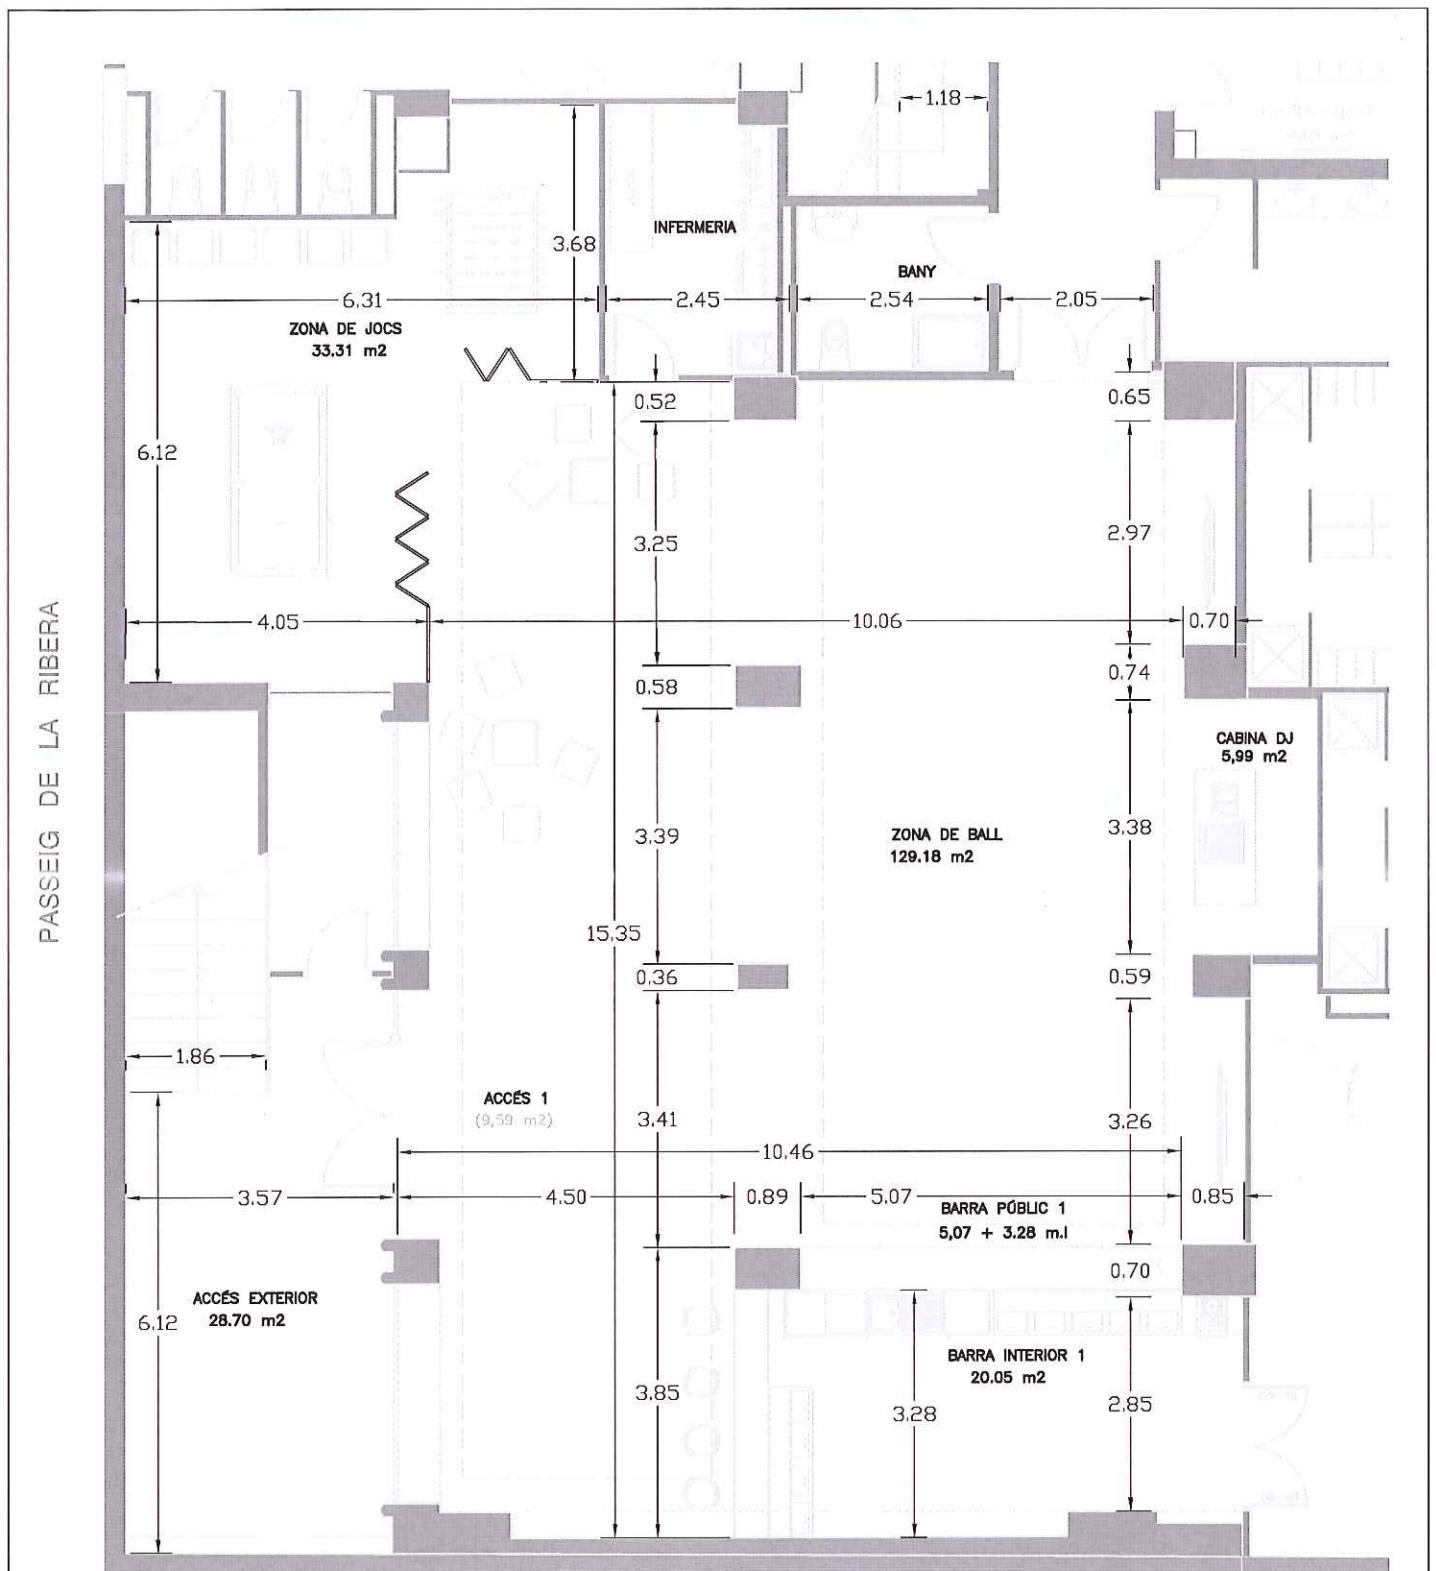 1.18
INFERMERIA
3.68
BANY
6.31
2.45
2.54
2.05
ZONA DE JOCS
33.31 m2
0.52
0.65
6.12
3.25
2.97
4.05
10.06
0.70
0.58
0.74
PASSEIG DE LA RIBERA
CABINA DJ
5,99 m2
3.39
3.38
ZONA DE BALL
129.18 m2
15.35
0.36
0.59
1.86
ACCÉS 1
(9,59 m2)
3.41
3.26
10.46
3.57
4.50
0.89
5.07
0.85
BARRA PÚBLIC 1
5,07 + 3.28 m.l
0.70
ACCÉS EXTERIOR
28.70 m2
6.12
BARRA INTERIOR 1
20.05 m2
3.85
3.28
2.85